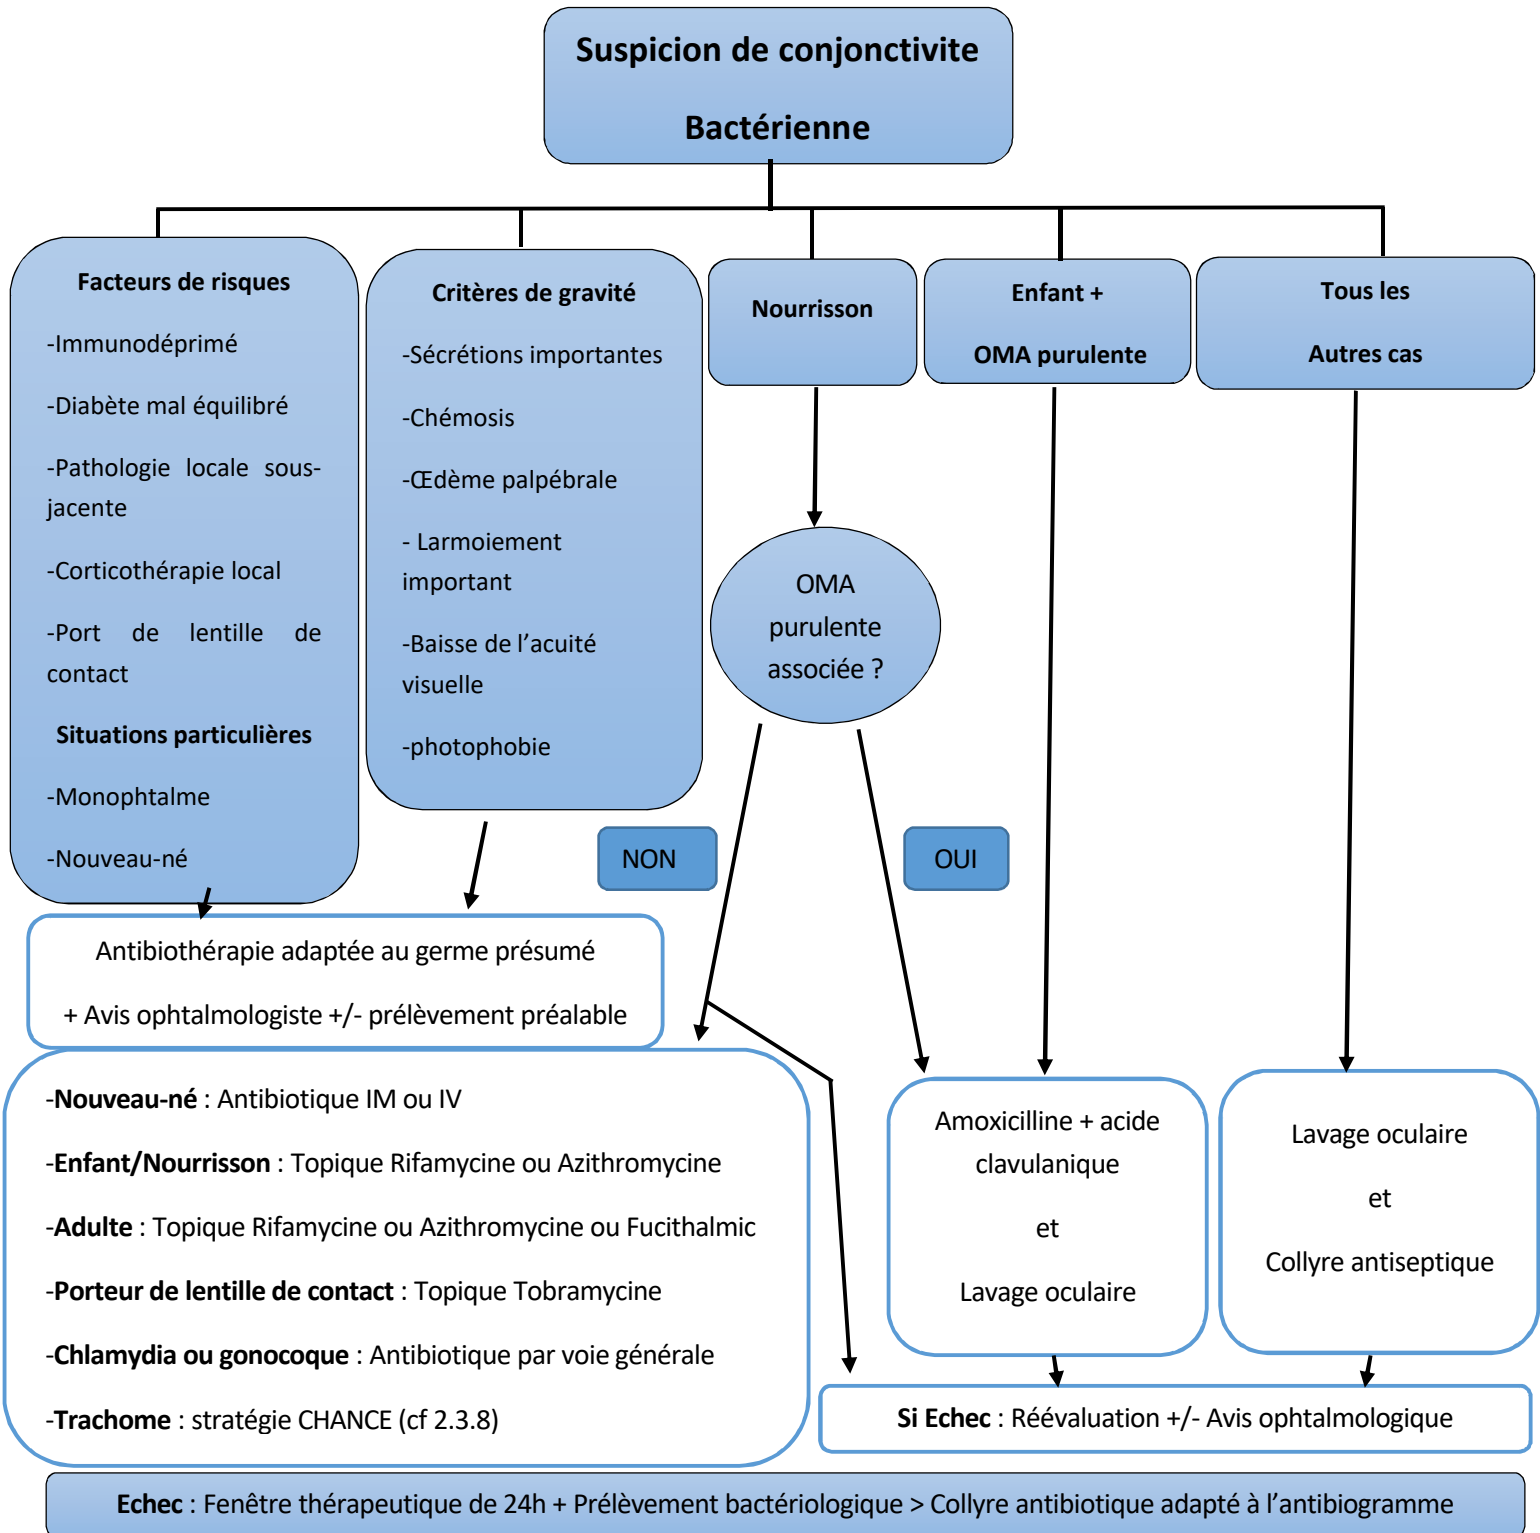 Suspicion de conjonctivite
Bactérienne
Facteurs de risques
-Immunodéprimé
-Diabète mal équilibré
-Pathologie locale sous-
jacente
-Corticothérapie local
-Port de lentille de
contact
Situations particulières
-Monophtalme
-Nouveau-né
Critères de gravité
-Sécrétions importantes
-Chémosis
-Œdème palpébrale
- Larmoiement
important
-Baisse de l’acuité
visuelle
-photophobie
Nourrisson
Enfant +
OMA purulente
Tous les
Autres cas
OMA
purulente
associée ?
NON
OUI
Antibiothérapie adaptée au germe présumé
+ Avis ophtalmologiste +/- prélèvement préalable
-Nouveau-né : Antibiotique IM ou IV
-Enfant/Nourrisson : Topique Rifamycine ou Azithromycine
-Adulte : Topique Rifamycine ou Azithromycine ou Fucithalmic
-Porteur de lentille de contact : Topique Tobramycine
-Chlamydia ou gonocoque : Antibiotique par voie générale
-Trachome : stratégie CHANCE (cf 2.3.8)
Amoxicilline + acide
clavulanique
et
Lavage oculaire
Lavage oculaire
et
Collyre antiseptique
Si Echec : Réévaluation +/- Avis ophtalmologique
Echec : Fenêtre thérapeutique de 24h + Prélèvement bactériologique > Collyre antibiotique adapté à l’antibiogramme